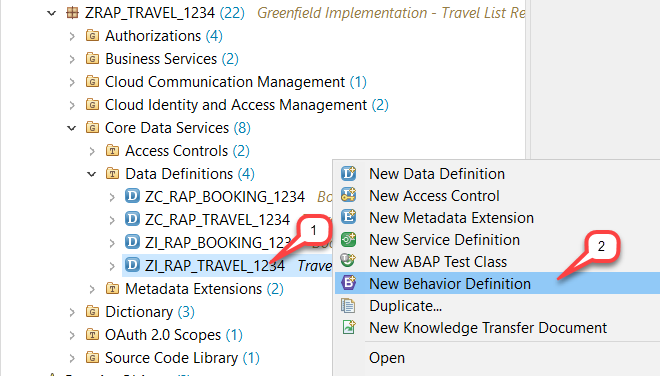 ZRAP_TRAVEL_1234 (22) Greenfield Implementation - Travel List Re
Authorizations (4)
Business Services (2)
Cloud Communication Management (1)
Cloud Identity and Access Management (2)
Core Data Services (8)
Access Controls (2)
Data Definitions (4)
ZC_RAP_BOOKING_1234 Bo
ZC_RAP_TRAVEL_1234
ZI_RAP_BOOKING_1234
ZI_RAP_TRAVEL_1234 Trave
Metadata Extensions (2)
Dictionary (3)
OAuth 2.0 Scopes (1)
Source Code Library (1)
1
New Data Definition
New Access Control
New Metadata Extension
New Service Definition
New ABAP Test Class
New Behavior Definition
Duplicate...
New Knowledge Transfer Document
Open
2